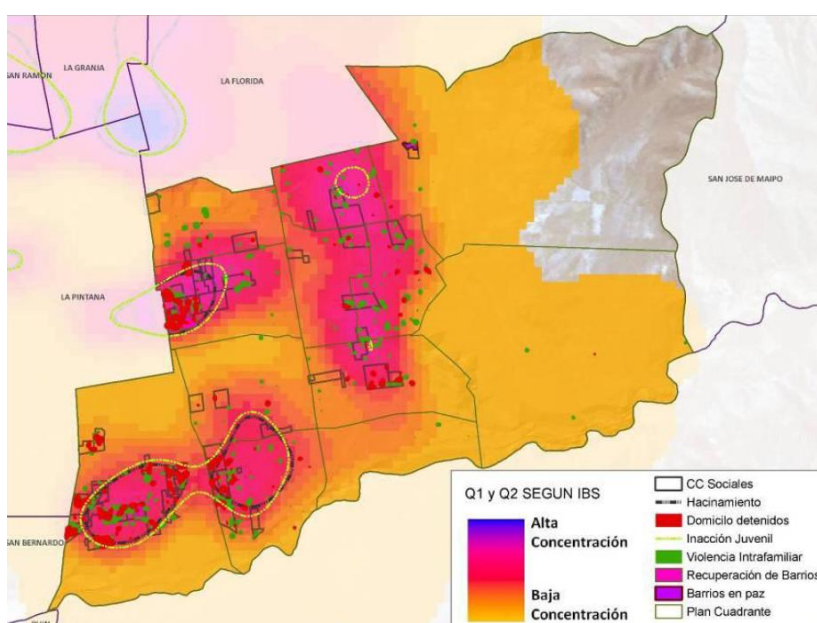 LA GRANJA
SAN RAMÓN
LA FLORIDA
SAN JOSE DE MAIPO
LA PINTANA
SAN BERNARDO
Q1 y Q2 SEGUN IBS
Alta
Concentración
Baja
Concentración
CC Sociales
Hacinamiento
Domicilo detenidos
Inacción Juvenil
Violencia Intrafamiliar
Recuperación de Barrios
Barrios en paz
Plan Cuadrante